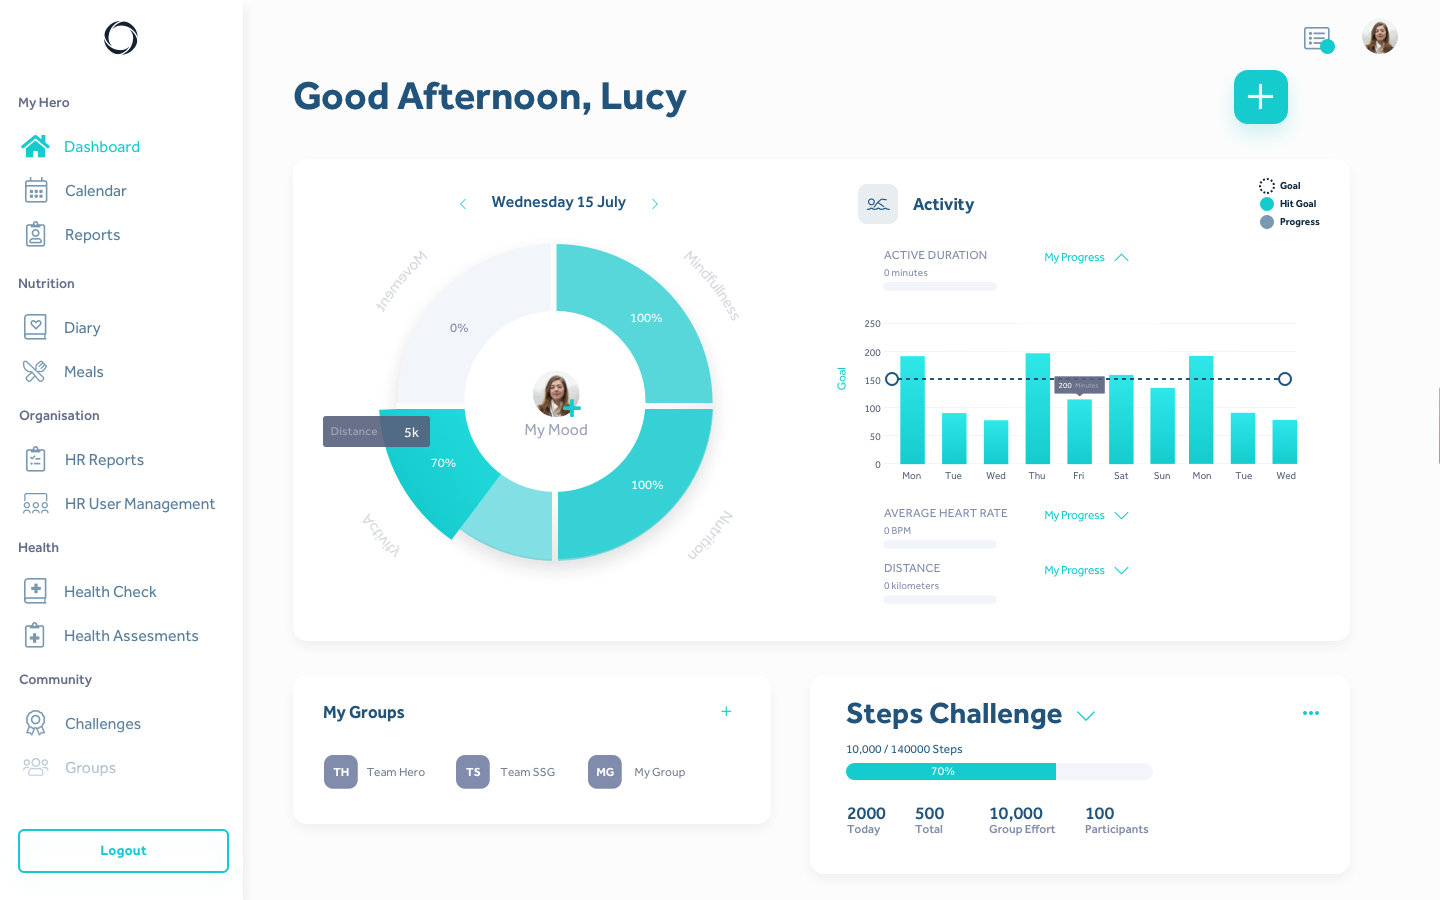 My Hero
Dashboard
Calendar
Reports
Nutrition
Diary
Meals
Organisation
HR Reports
HR User Management
Health
Health Check
Health Assesments
Community
Challenges
Groups
Logout
Good Afternoon, Lucy
Wednesday 15 July
Movement
Mindfullness
0%
100%
My Mood
Distance 5k
70%
100%
Activity
Nutrition
Activity
Goal
Hit Goal
Progress
ACTIVE DURATION
0 minutes
My Progress
250
200
150
100
50
0
Goal
200 Minutes
Mon Tue Wed Thu Fri Sat Sun Mon Tue Wed
AVERAGE HEART RATE
0 BPM
My Progress
DISTANCE
0 kilometers
My Progress
My Groups
TH Team Hero
TS Team SSG
MG My Group
Steps Challenge
10,000 / 140000 Steps
70%
2000 500 10,000 100
Today Total Group Effort Participants